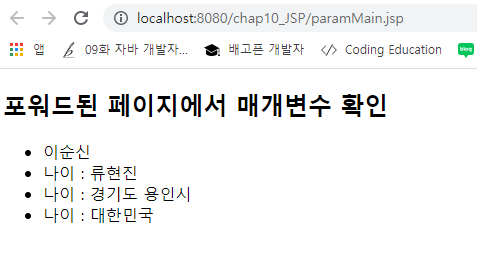 localhost:8080/chap10_JSP/paramMain.jsp
앱 09화 자바 개발자... 배고픈 개발자 </> Coding Education blog
포워드된 페이지에서 매개변수 확인
• 이순신
• 나이 : 류현진
• 나이 : 경기도 용인시
• 나이 : 대한민국